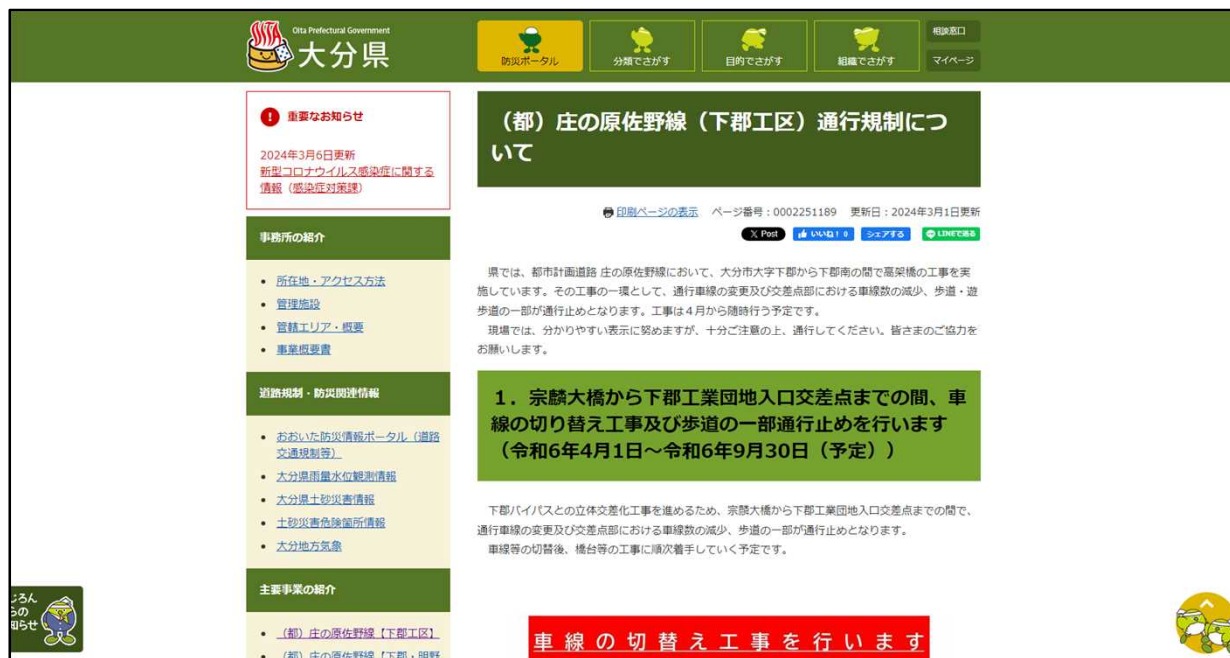 Oita Prefectural Government
大分県
防災ポータル
分類でさがす
目的でさがす
組織でさがす
相談窓口
マイページ
重要なお知らせ
2024年3月6日更新
新型コロナウイルス感染症に関する
情報（感染症対策課）
事務所の紹介
所在地・アクセス方法
管理施設
管轄エリア・概要
事業概要書
道路規制・防災関連情報
おおいた防災情報ポータル（道路
交通規制等）
大分県雨量水位観測情報
大分県土砂災害情報
土砂災害危険箇所情報
大分地方気象
主要事業の紹介
（都）庄の原佐野線【下郡工区】
（都）庄の原佐野線【下郡・明野
（都）庄の原佐野線（下郡工区）通行規制につ
いて
印刷ページの表示 ページ番号：0002251189 更新日：2024年3月1日更新
X Post いいね！ 0 シェアする LINEで送る
県では、都市計画道路 庄の原佐野線において、大分市大字下郡から下郡南の間で高架橋の工事を実
施しています。その工事の一環として、通行車線の変更及び交差点部における車線数の減少、歩道・遊
歩道の一部が通行止めとなります。工事は４月から随時行う予定です。
現場では、分かりやすい表示に努めますが、十分ご注意の上、通行してください。皆さまのご協力を
お願いします。
１．宗麟大橋から下郡工業団地入口交差点までの間、車
線の切り替え工事及び歩道の一部通行止めを行います
（令和6年4月1日～令和6年9月30日（予定））
下郡バイパスとの立体交差化工事を進めるため、宗麟大橋から下郡工業団地入口交差点までの間で、
通行車線の変更及び交差点部における車線数の減少、歩道の一部が通行止めとなります。
車線等の切替後、橋台等の工事に順次着手していく予定です。
車線の切替え工事を行います
じろん
らの
知らせ